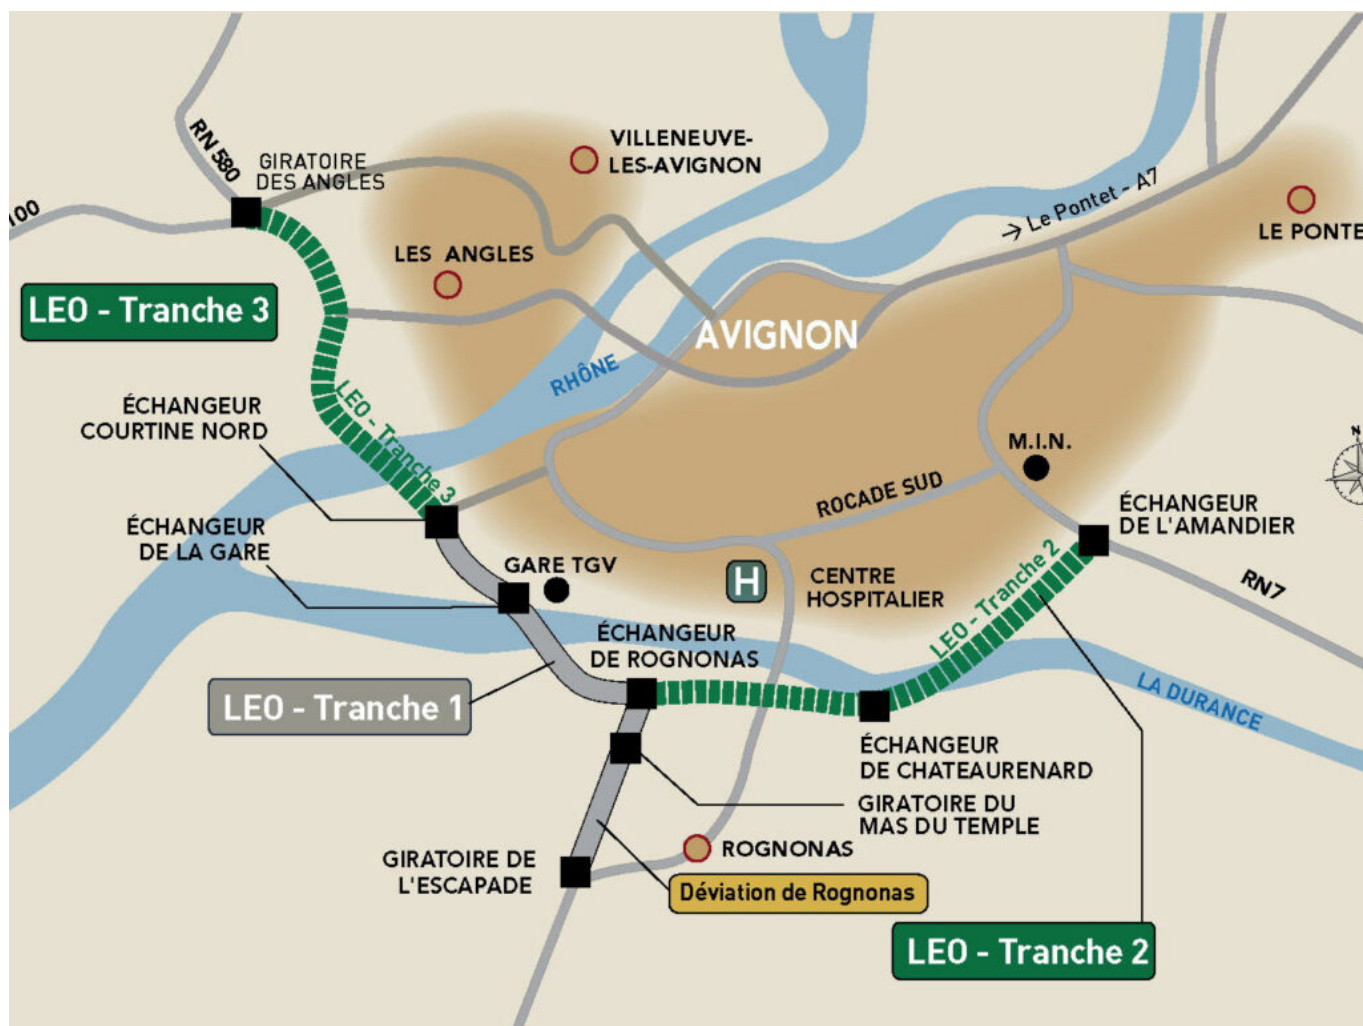 VILLENEUVE-
LES-AVIGNON
RN 580
GIRATOIRE
DES ANGLES
100
Le Pontet - A7
LE PONTE
LES ANGLES
LEO - Tranche 3
AVIGNON
RHÔNE
LEO - Tranche 3
ÉCHANGEUR
COURTINE NORD
M.I.N.
N
ROCADE SUD
ÉCHANGEUR
DE L'AMANDIER
ÉCHANGEUR
DE LA GARE
GARE TGV
H
CENTRE
HOSPITALIER
LEO - Tranche 2
RN7
ÉCHANGEUR
DE ROGNONAS
LEO - Tranche 1
LA DURANCE
ÉCHANGEUR
DE CHATEAURENARD
GIRATOIRE DU
MAS DU TEMPLE
ROGNONAS
GIRATOIRE DE
L'ESCAPADE
Déviation de Rognonas
LEO - Tranche 2